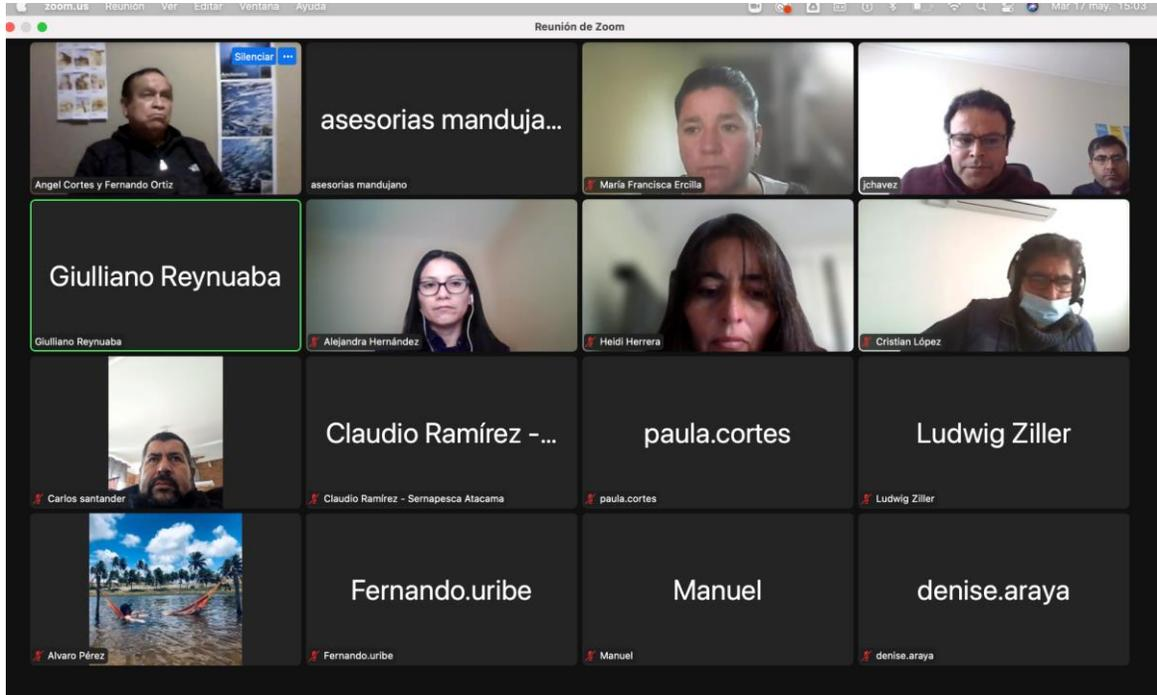 zoom.us Reunión Ver Editar Ventana Ayuda
Mar 17 may. 15:03
Reunión de Zoom
Silenciar ...
Angel Cortes y Fernando Ortiz
asesorias manduja...
asesorias mandujano
María Francisca Ercilla
jchavez
Giulliano Reynuaba
Giulliano Reynuaba
Alejandra Hernández
Heidi Herrera
Cristian López
Carlos santander
Claudio Ramírez -...
Claudio Ramírez - Sernapesca Atacama
paula.cortes
paula.cortes
Ludwig Ziller
Ludwig Ziller
Alvaro Pérez
Fernando.uribe
Fernando.uribe
Manuel
Manuel
denise.araya
denise.araya